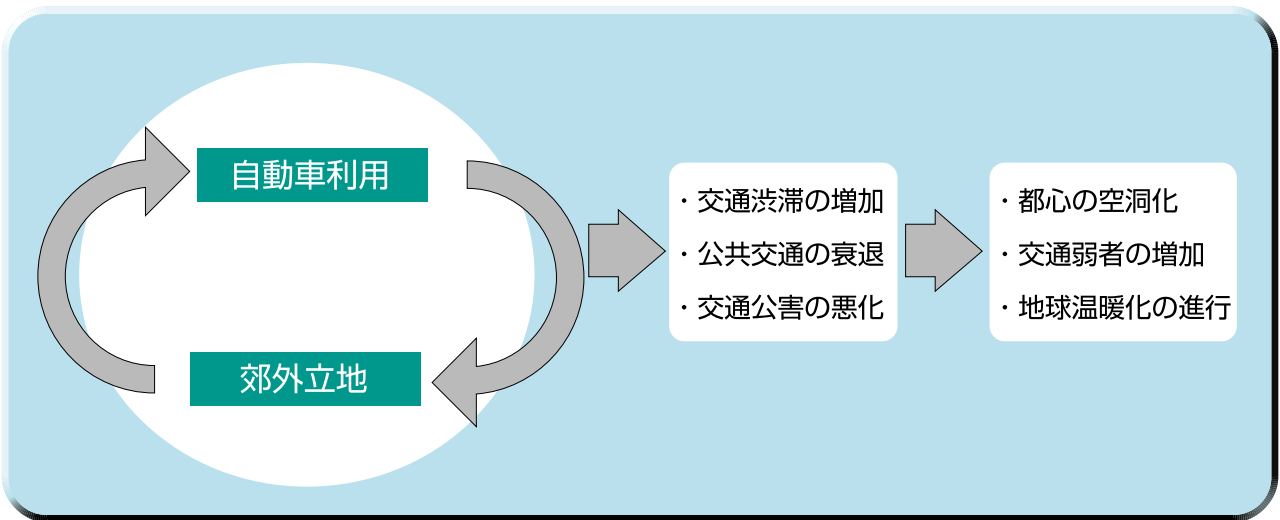 自動車利用
郊外立地
・交通渋滞の増加
・公共交通の衰退
・交通公害の悪化
・都心の空洞化
・交通弱者の増加
・地球温暖化の進行